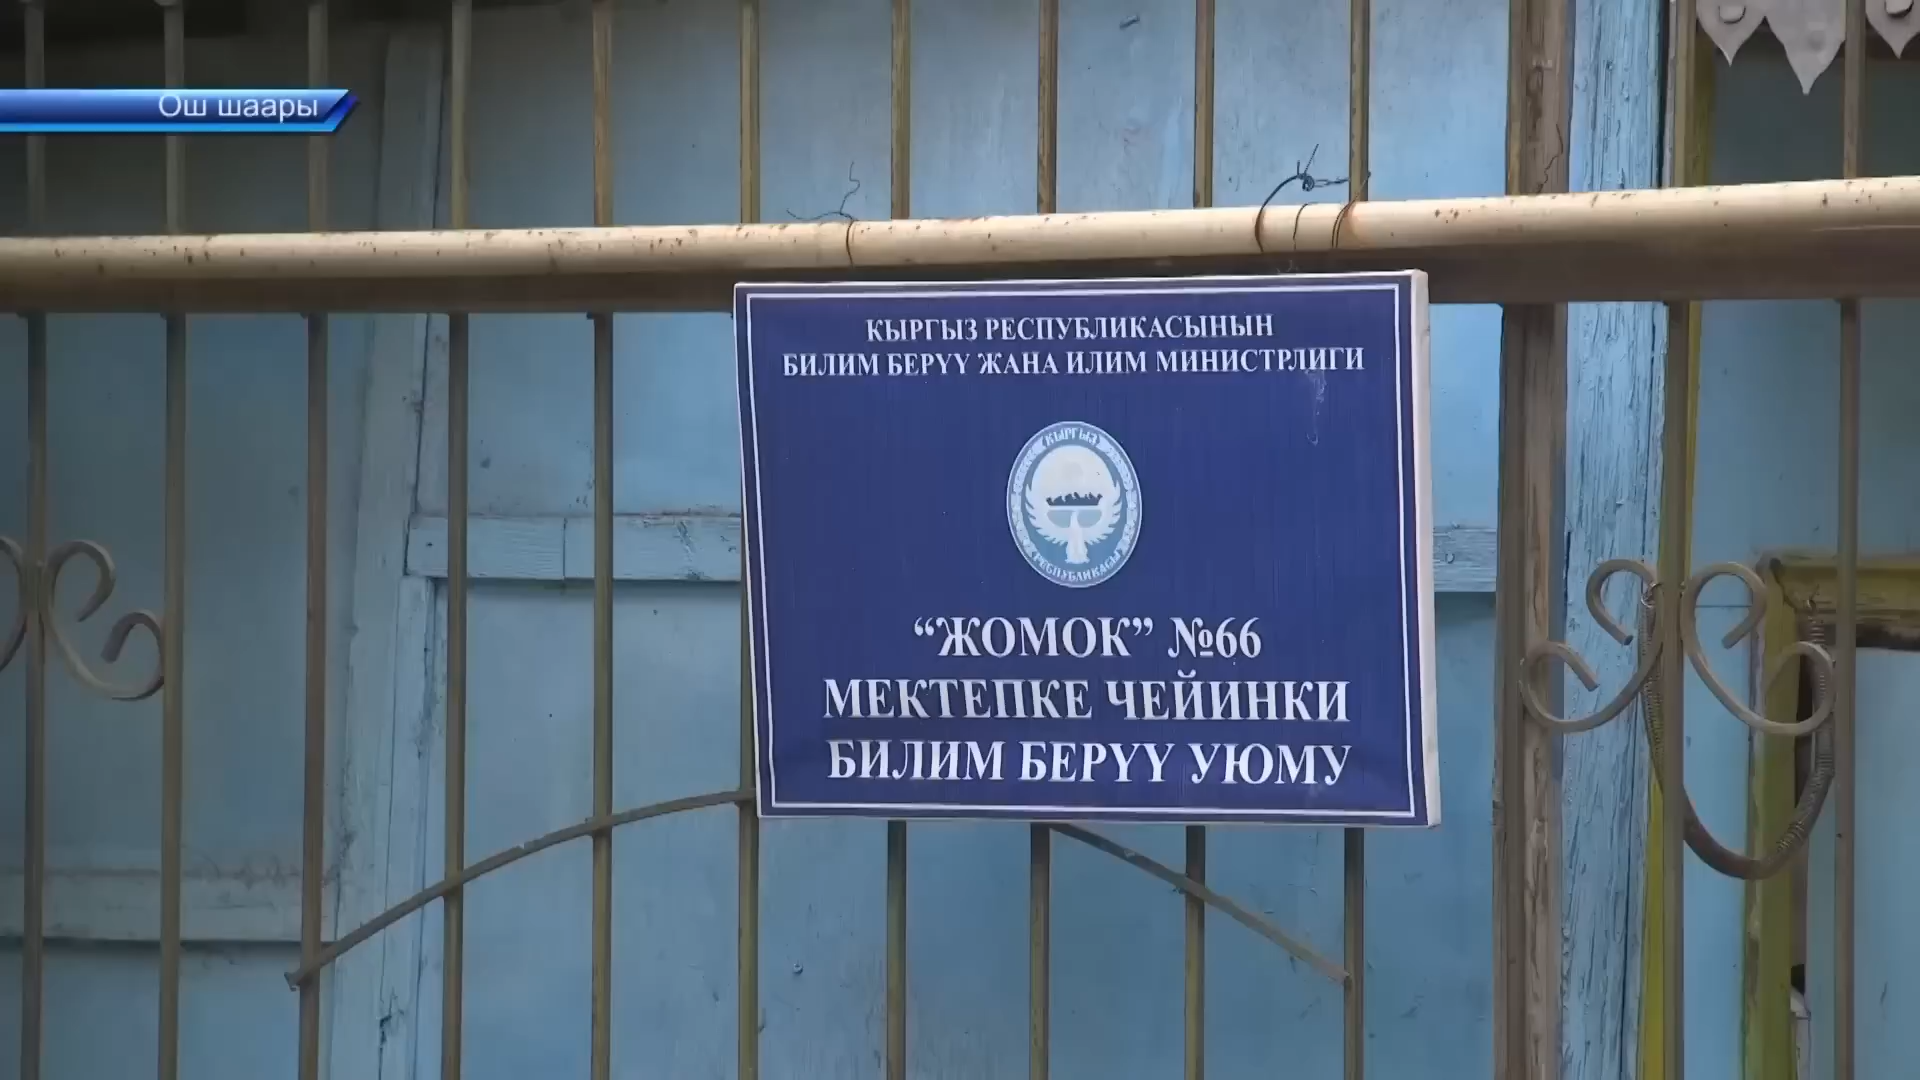 Ош шаары
КЫРГЫЗ РЕСПУБЛИКАСЫНЫН
БИЛИМ БЕРҮҮ ЖАНА ИЛИМ МИНИСТРЛИГИ
КЫРГЫЗ
РЕСПУБЛИКАСЫ
“ЖОМОК” №66
МЕКТЕПКЕ ЧЕЙИНКИ
БИЛИМ БЕРҮҮ УЮМУ